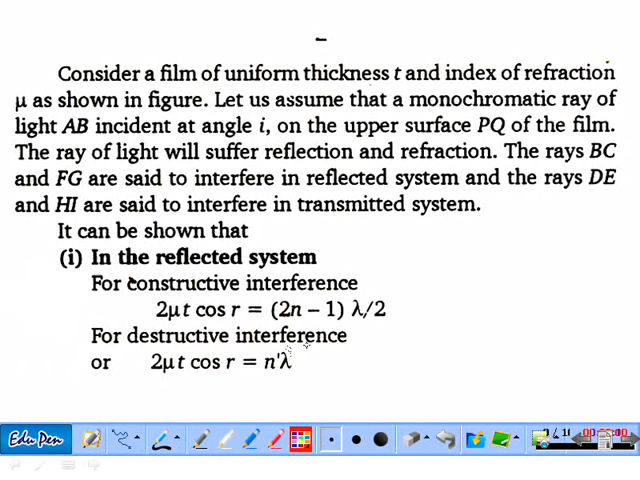 Consider a film of uniform thickness t and index of refraction
μ as shown in figure. Let us assume that a monochromatic ray of
light AB incident at angle i, on the upper surface PQ of the film.
The ray of light will suffer reflection and refraction. The rays BC
and FG are said to interfere in reflected system and the rays DE
and HI are said to interfere in transmitted system.
It can be shown that
(i) In the reflected system
For constructive interference
2μ t cos r = (2n – 1) λ/2
For destructive interference
or 2μ t cos r = n'λ
Edu Pen